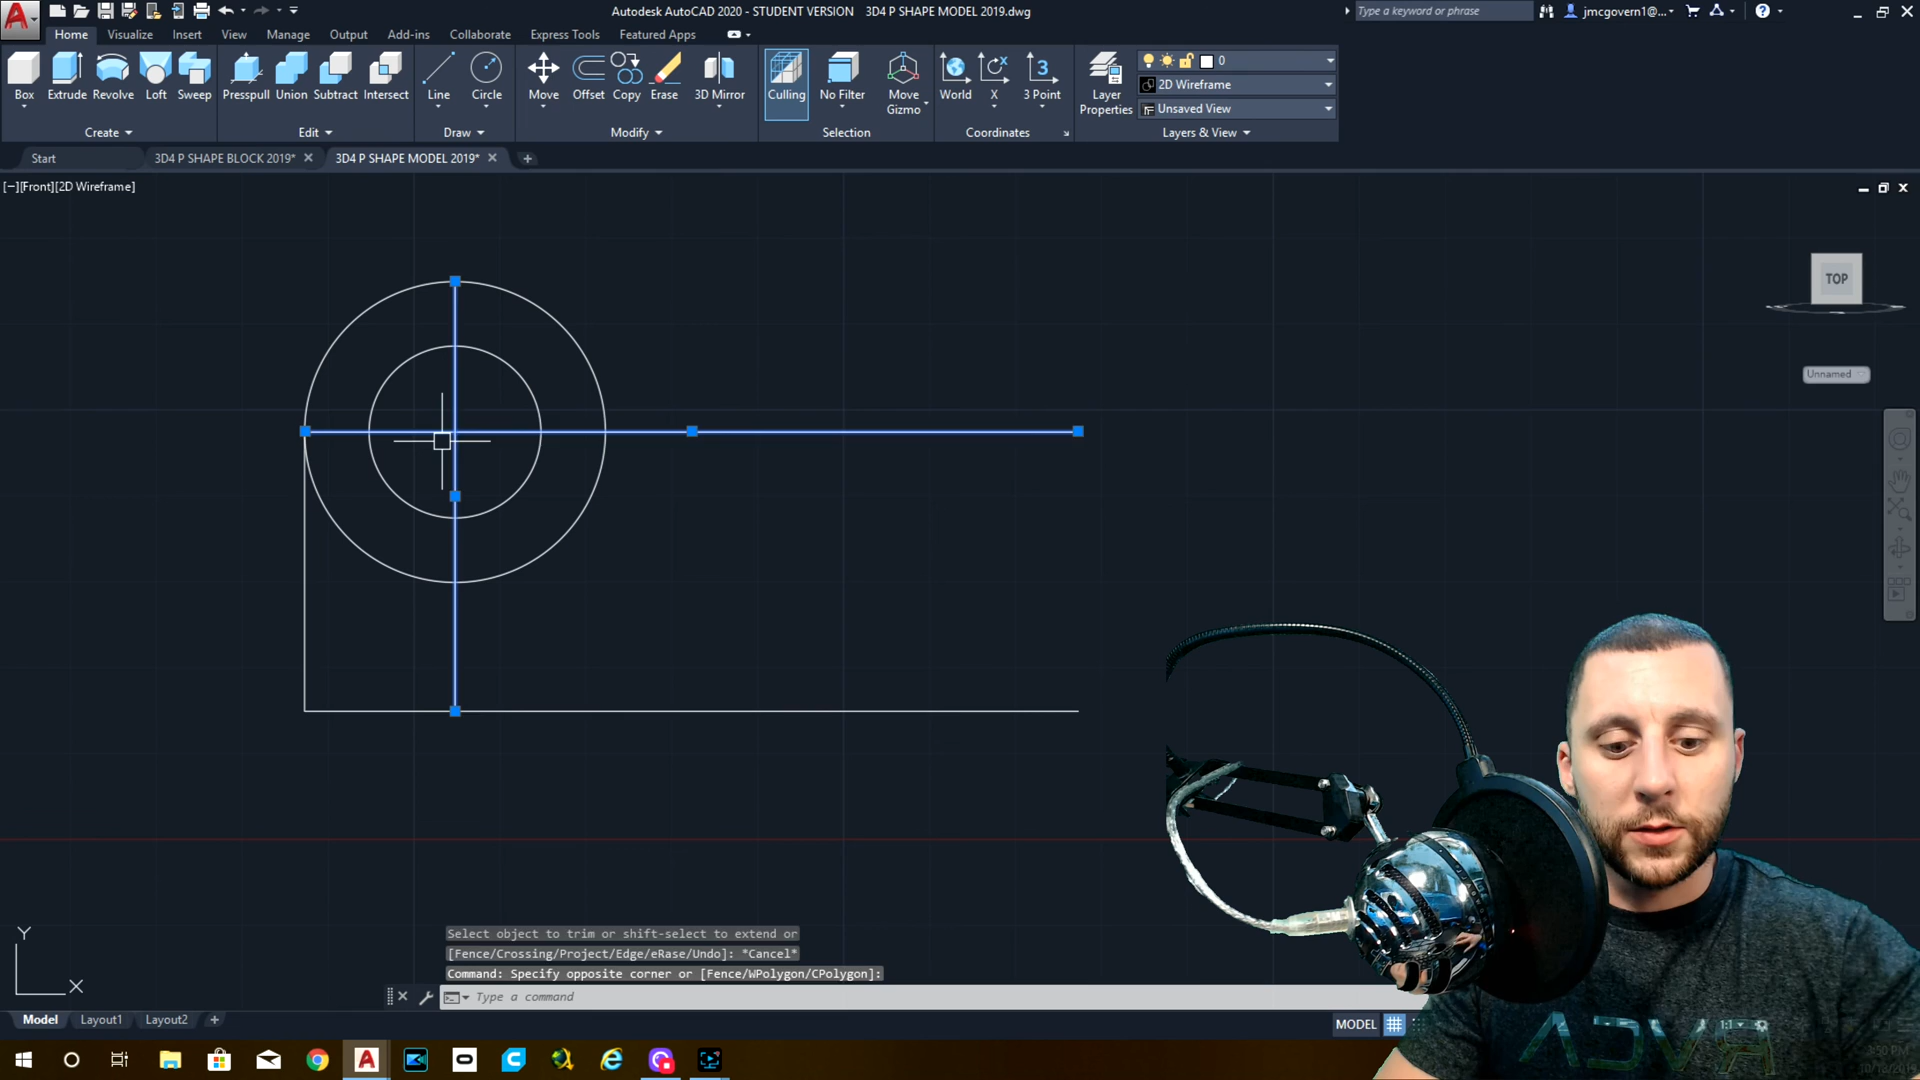 Autodesk AutoCAD 2020 - STUDENT VERSION 3D4 P SHAPE MODEL 2019.dwg
Type a keyword or phrase
jmcgovern1@...
Home Visualize Insert View Manage Output Add-ins Collaborate Express Tools Featured Apps
Box Extrude Revolve Loft Sweep Presspull Union Subtract Intersect Line Circle Move Offset Copy Erase 3D Mirror Culling No Filter Move Gizmo World X 3 Point Layer Properties
0
2D Wireframe
Unsaved View
Create Edit Draw Modify Selection Coordinates Layers & View
Start 3D4 P SHAPE BLOCK 2019* 3D4 P SHAPE MODEL 2019*
[−][Front][2D Wireframe]
TOP
Unnamed
Select object to trim or shift-select to extend or
[Fence/Crossing/Project/Edge/eRase/Undo]: *Cancel*
Command: Specify opposite corner or [Fence/WPolygon/CPolygon]:
Type a command
Y
X
Model Layout1 Layout2
MODEL
1:1